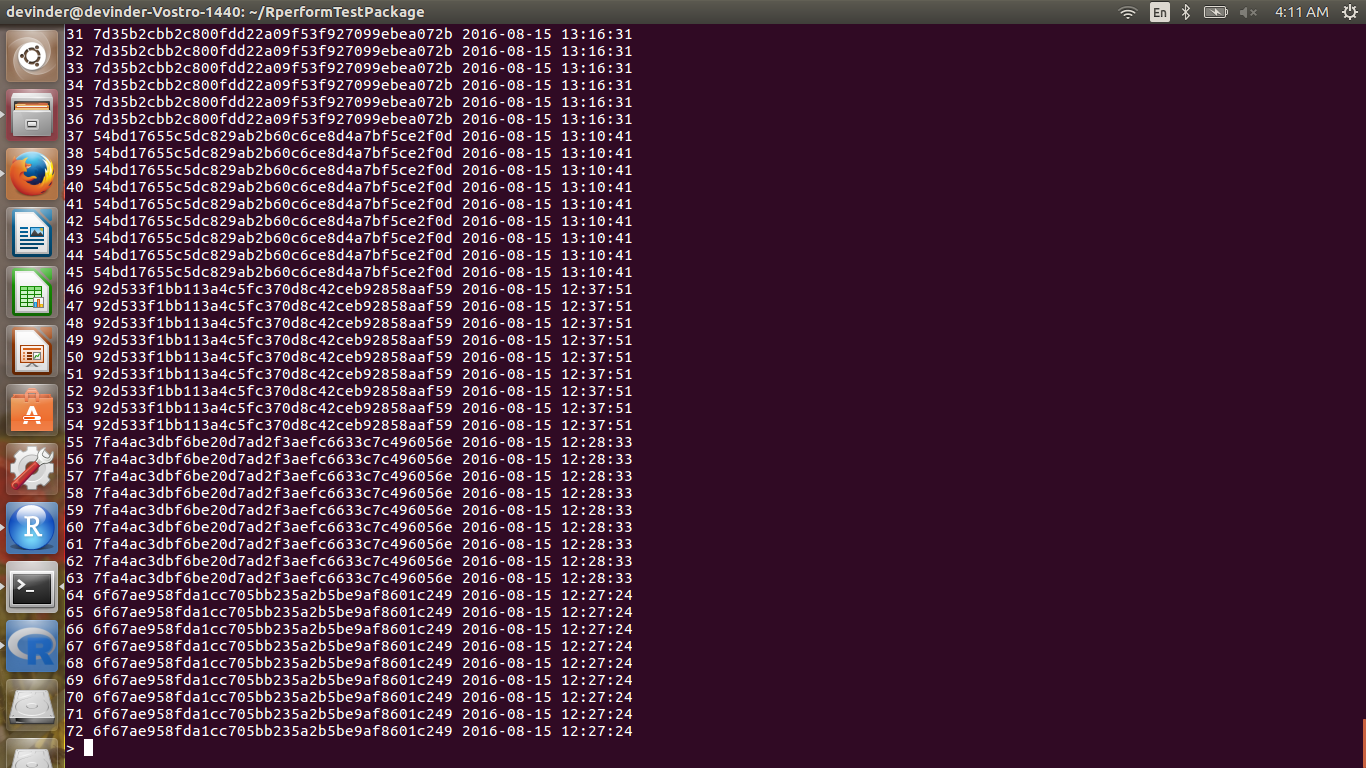 devinder@devinder-Vostro-1440: ~/RperformTestPackage
En
4:11 AM
31 7d35b2cbb2c800fdd22a09f53f927099ebea072b 2016-08-15 13:16:31
32 7d35b2cbb2c800fdd22a09f53f927099ebea072b 2016-08-15 13:16:31
33 7d35b2cbb2c800fdd22a09f53f927099ebea072b 2016-08-15 13:16:31
34 7d35b2cbb2c800fdd22a09f53f927099ebea072b 2016-08-15 13:16:31
35 7d35b2cbb2c800fdd22a09f53f927099ebea072b 2016-08-15 13:16:31
36 7d35b2cbb2c800fdd22a09f53f927099ebea072b 2016-08-15 13:16:31
37 54bd17655c5dc829ab2b60c6ce8d4a7bf5ce2f0d 2016-08-15 13:10:41
38 54bd17655c5dc829ab2b60c6ce8d4a7bf5ce2f0d 2016-08-15 13:10:41
39 54bd17655c5dc829ab2b60c6ce8d4a7bf5ce2f0d 2016-08-15 13:10:41
40 54bd17655c5dc829ab2b60c6ce8d4a7bf5ce2f0d 2016-08-15 13:10:41
41 54bd17655c5dc829ab2b60c6ce8d4a7bf5ce2f0d 2016-08-15 13:10:41
42 54bd17655c5dc829ab2b60c6ce8d4a7bf5ce2f0d 2016-08-15 13:10:41
43 54bd17655c5dc829ab2b60c6ce8d4a7bf5ce2f0d 2016-08-15 13:10:41
44 54bd17655c5dc829ab2b60c6ce8d4a7bf5ce2f0d 2016-08-15 13:10:41
45 54bd17655c5dc829ab2b60c6ce8d4a7bf5ce2f0d 2016-08-15 13:10:41
46 92d533f1bb113a4c5fc370d8c42ceb92858aaf59 2016-08-15 12:37:51
47 92d533f1bb113a4c5fc370d8c42ceb92858aaf59 2016-08-15 12:37:51
48 92d533f1bb113a4c5fc370d8c42ceb92858aaf59 2016-08-15 12:37:51
49 92d533f1bb113a4c5fc370d8c42ceb92858aaf59 2016-08-15 12:37:51
50 92d533f1bb113a4c5fc370d8c42ceb92858aaf59 2016-08-15 12:37:51
51 92d533f1bb113a4c5fc370d8c42ceb92858aaf59 2016-08-15 12:37:51
52 92d533f1bb113a4c5fc370d8c42ceb92858aaf59 2016-08-15 12:37:51
53 92d533f1bb113a4c5fc370d8c42ceb92858aaf59 2016-08-15 12:37:51
54 92d533f1bb113a4c5fc370d8c42ceb92858aaf59 2016-08-15 12:37:51
55 7fa4ac3dbf6be20d7ad2f3aefc6633c7c496056e 2016-08-15 12:28:33
56 7fa4ac3dbf6be20d7ad2f3aefc6633c7c496056e 2016-08-15 12:28:33
57 7fa4ac3dbf6be20d7ad2f3aefc6633c7c496056e 2016-08-15 12:28:33
58 7fa4ac3dbf6be20d7ad2f3aefc6633c7c496056e 2016-08-15 12:28:33
59 7fa4ac3dbf6be20d7ad2f3aefc6633c7c496056e 2016-08-15 12:28:33
60 7fa4ac3dbf6be20d7ad2f3aefc6633c7c496056e 2016-08-15 12:28:33
61 7fa4ac3dbf6be20d7ad2f3aefc6633c7c496056e 2016-08-15 12:28:33
62 7fa4ac3dbf6be20d7ad2f3aefc6633c7c496056e 2016-08-15 12:28:33
63 7fa4ac3dbf6be20d7ad2f3aefc6633c7c496056e 2016-08-15 12:28:33
64 6f67ae958fda1cc705bb235a2b5be9af8601c249 2016-08-15 12:27:24
65 6f67ae958fda1cc705bb235a2b5be9af8601c249 2016-08-15 12:27:24
66 6f67ae958fda1cc705bb235a2b5be9af8601c249 2016-08-15 12:27:24
67 6f67ae958fda1cc705bb235a2b5be9af8601c249 2016-08-15 12:27:24
68 6f67ae958fda1cc705bb235a2b5be9af8601c249 2016-08-15 12:27:24
69 6f67ae958fda1cc705bb235a2b5be9af8601c249 2016-08-15 12:27:24
70 6f67ae958fda1cc705bb235a2b5be9af8601c249 2016-08-15 12:27:24
71 6f67ae958fda1cc705bb235a2b5be9af8601c249 2016-08-15 12:27:24
72 6f67ae958fda1cc705bb235a2b5be9af8601c249 2016-08-15 12:27:24
>
A
R
>_
R